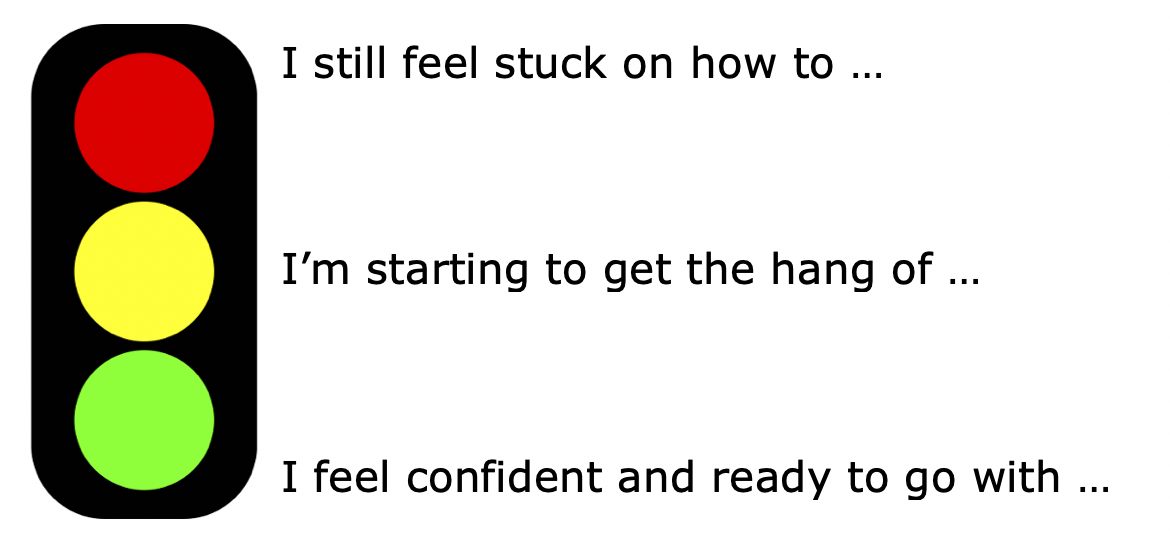 I still feel stuck on how to …
I’m starting to get the hang of …
I feel confident and ready to go with …